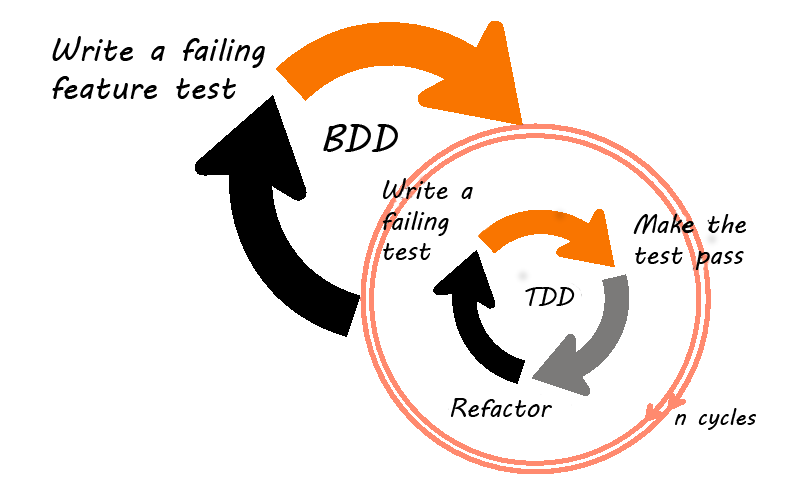 Write a failing
feature test
BDD
Write a
failing
test
Make the
test pass
TDD
Refactor
n cycles